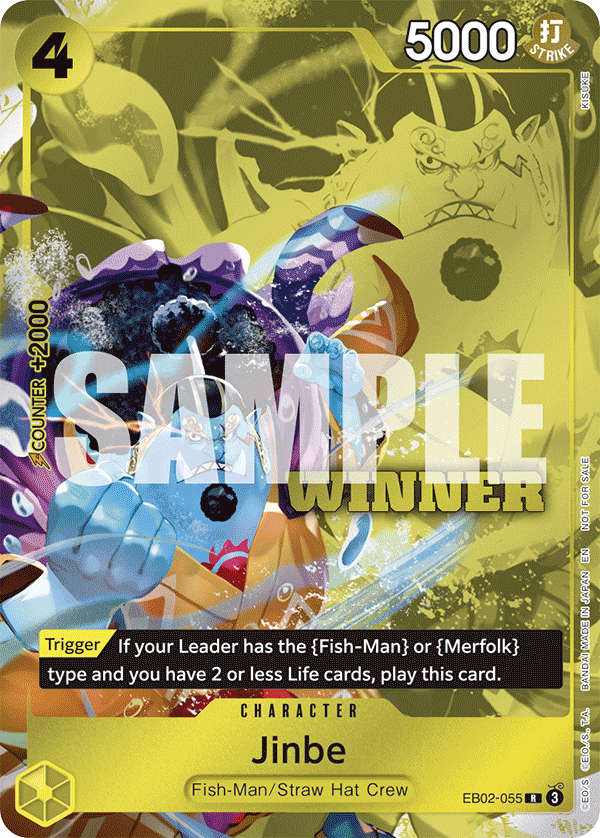 4
5000
打
STRIKE
KISUKE
COUNTER +2000
SAMPLE
WINNER
Trigger If your Leader has the {Fish-Man} or {Merfolk}
type and you have 2 or less Life cards, play this card.
CHARACTER
Jinbe
Fish-Man/Straw Hat Crew
EB02-055 R 3
©EO/S ©E.O./S, T.A. BANDAI MADE IN JAPAN EN NOT FOR SALE